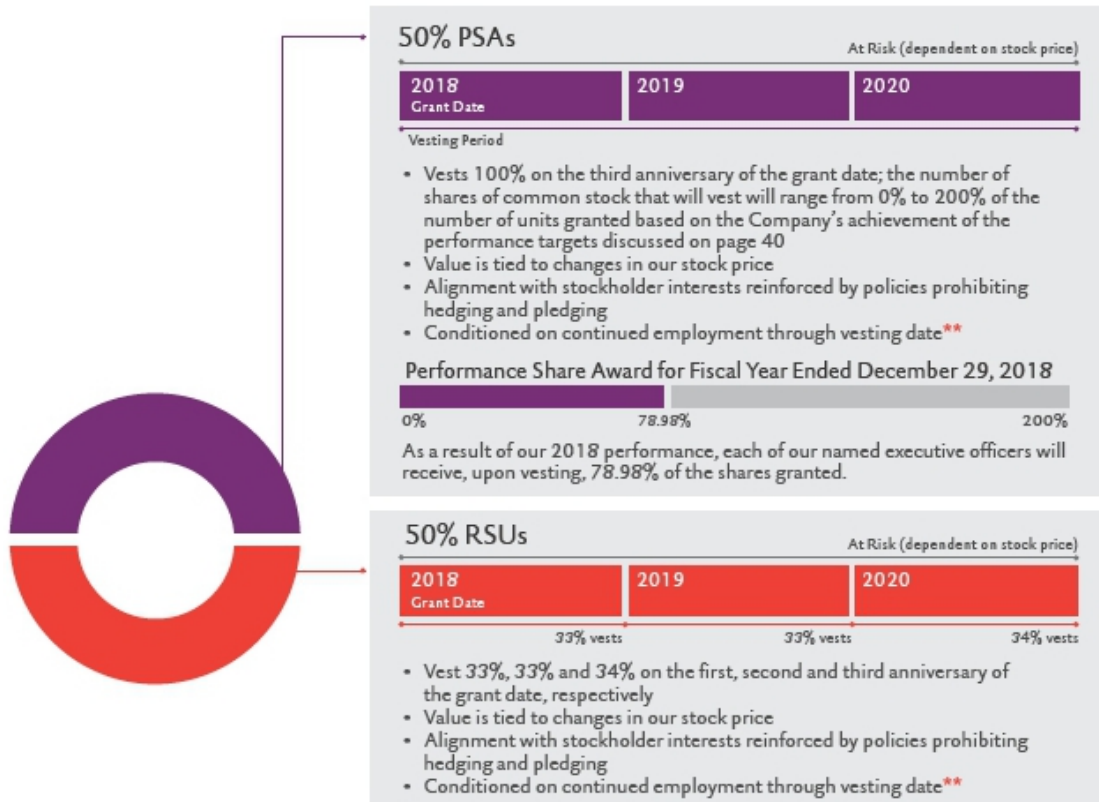 50% PSAs
At Risk (dependent on stock price)
2018 2019 2020
Grant Date
Vesting Period
• Vests 100% on the third anniversary of the grant date; the number of
shares of common stock that will vest will range from 0% to 200% of the
number of units granted based on the Company's achievement of the
performance targets discussed on page 40
• Value is tied to changes in our stock price
• Alignment with stockholder interests reinforced by policies prohibiting
hedging and pledging
• Conditioned on continued employment through vesting date**
Performance Share Award for Fiscal Year Ended December 29, 2018
0% 78.98% 200%
As a result of our 2018 performance, each of our named executive officers will
receive, upon vesting, 78.98% of the shares granted.
50% RSUs
At Risk (dependent on stock price)
2018 2019 2020
Grant Date
33% vests 33% vests 34% vests
• Vest 33%, 33% and 34% on the first, second and third anniversary of
the grant date, respectively
• Value is tied to changes in our stock price
• Alignment with stockholder interests reinforced by policies prohibiting
hedging and pledging
• Conditioned on continued employment through vesting date**